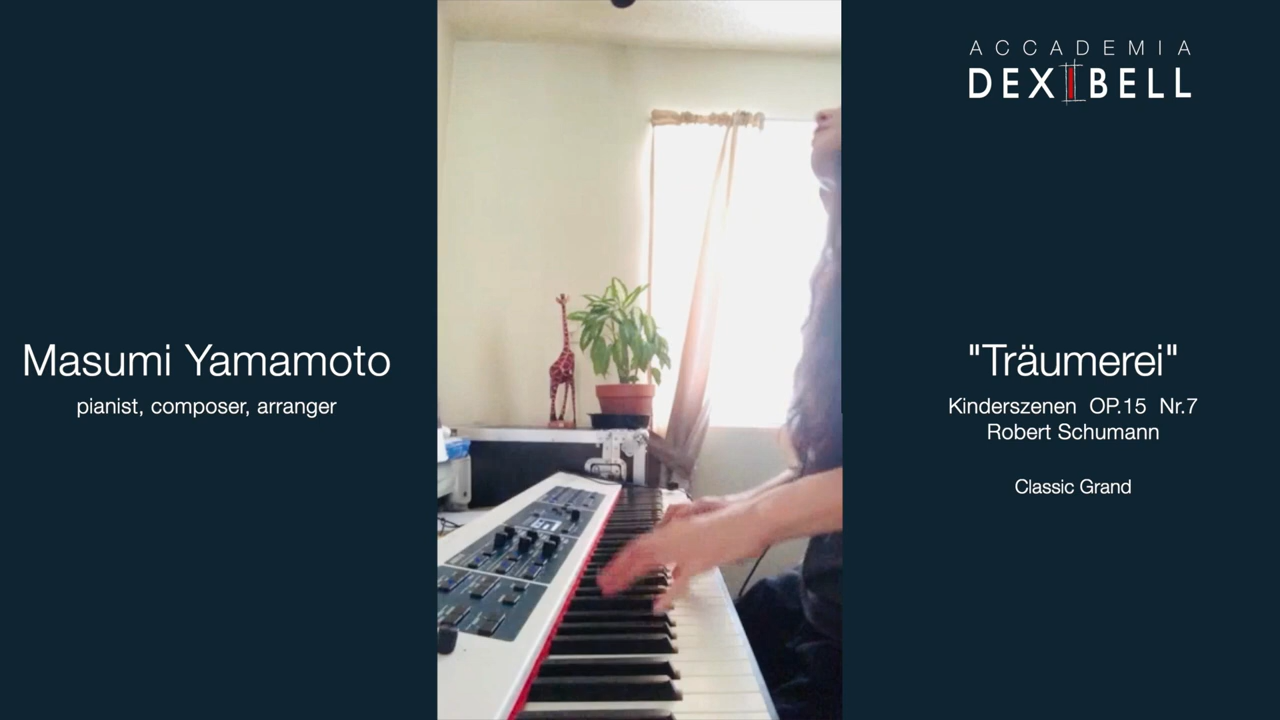 ACCADEMIA
DEXIBELL
Masumi Yamamoto
pianist, composer, arranger
"Träumerei"
Kinderszenen OP.15 Nr.7
Robert Schumann
Classic Grand